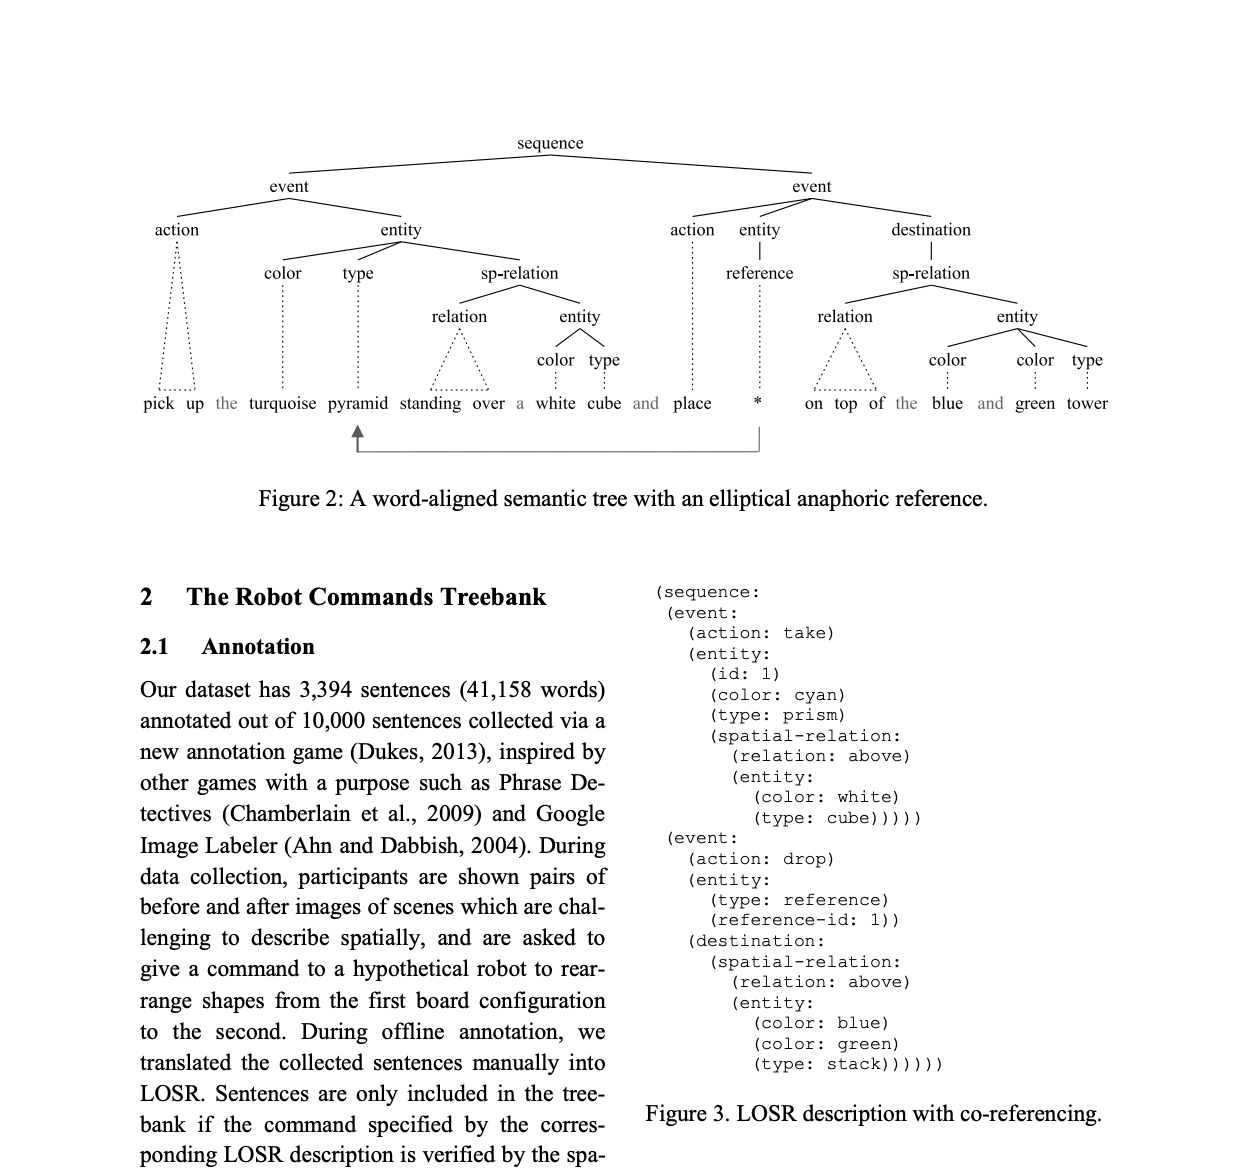 sequence
event event
action entity action entity destination
color type sp-relation reference sp-relation
relation entity relation entity
color type color color type
pick up the turquoise pyramid standing over a white cube and place * on top of the blue and green tower
Figure 2: A word-aligned semantic tree with an elliptical anaphoric reference.
2 The Robot Commands Treebank
2.1 Annotation
Our dataset has 3,394 sentences (41,158 words)
annotated out of 10,000 sentences collected via a
new annotation game (Dukes, 2013), inspired by
other games with a purpose such as Phrase De-
tectives (Chamberlain et al., 2009) and Google
Image Labeler (Ahn and Dabbish, 2004). During
data collection, participants are shown pairs of
before and after images of scenes which are chal-
lenging to describe spatially, and are asked to
give a command to a hypothetical robot to rear-
range shapes from the first board configuration
to the second. During offline annotation, we
translated the collected sentences manually into
LOSR. Sentences are only included in the tree-
bank if the command specified by the corres-
ponding LOSR description is verified by the spa-
(sequence:
(event:
(action: take)
(entity:
(id: 1)
(color: cyan)
(type: prism)
(spatial-relation:
(relation: above)
(entity:
(color: white)
(type: cube)))))
(event:
(action: drop)
(entity:
(type: reference)
(reference-id: 1))
(destination:
(spatial-relation:
(relation: above)
(entity:
(color: blue)
(color: green)
(type: stack))))))
Figure 3. LOSR description with co-referencing.